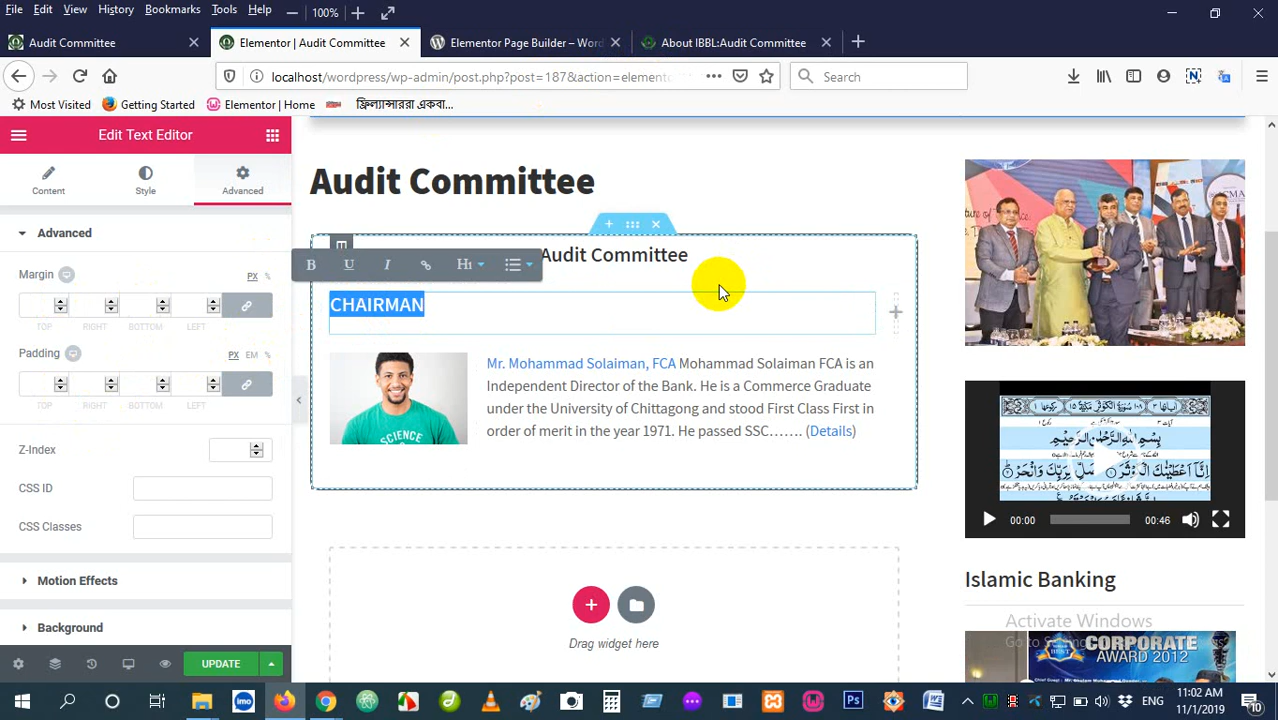 File Edit View History Bookmarks Tools Help 100%
Audit Committee
Elementor | Audit Committee
Elementor Page Builder – Word
About IBBL:Audit Committee
localhost/wordpress/wp-admin/post.php?post=187&action=elemente
Search
Most Visited Getting Started Elementor | Home ফ্রিল্যান্সাররা একবা...
Edit Text Editor
Content Style Advanced
Advanced
Margin PX %
TOP RIGHT BOTTOM LEFT
Padding PX EM %
TOP RIGHT BOTTOM LEFT
Z-Index
CSS ID
CSS Classes
Motion Effects
Background
UPDATE
Audit Committee
Audit Committee
B U I H1
CHAIRMAN
Mr. Mohammad Solaiman, FCA Mohammad Solaiman FCA is an
Independent Director of the Bank. He is a Commerce Graduate
under the University of Chittagong and stood First Class First in
order of merit in the year 1971. He passed SSC……. (Details)
SCIENCE
Drag widget here
00:00 00:46
Islamic Banking
Activate Windows
CORPORATE
AWARD 2012
ENG
11:02 AM
11/1/2019
10